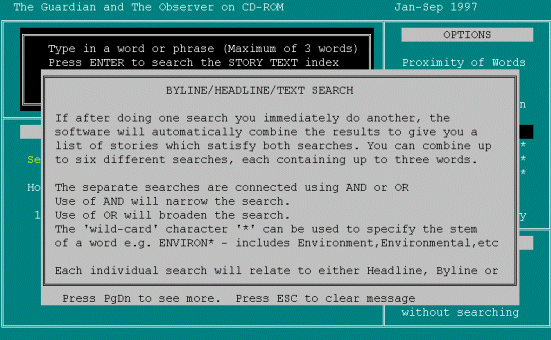 The Guardian and The Observer on CD-ROM
Jan-Sep 1997
Type in a word or phrase (Maximum of 3 words)
Press ENTER to search the STORY TEXT index
OPTIONS
Proximity of Words
BYLINE/HEADLINE/TEXT SEARCH
If after doing one search you immediately do another, the
software will automatically combine the results to give you a
list of stories which satisfy both searches. You can combine up
to six different searches, each containing up to three words.
The separate searches are connected using AND or OR
Use of AND will narrow the search.
Use of OR will broaden the search.
The 'wild-card' character '*' can be used to specify the stem
of a word e.g. ENVIRON* - includes Environment,Environmental,etc
Each individual search will relate to either Headline, Byline or
Press PgDn to see more. Press ESC to clear message
without searching